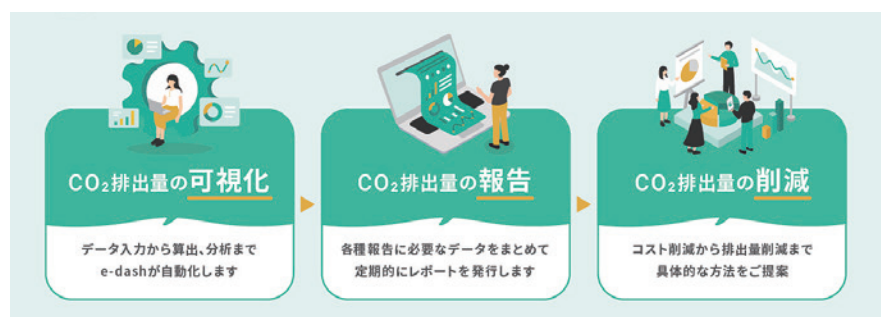 CO₂排出量の可視化
データ入力から算出、分析まで
e-dashが自動化します
CO₂排出量の報告
各種報告に必要なデータをまとめて
定期的にレポートを発行します
CO₂排出量の削減
コスト削減から排出量削減まで
具体的な方法をご提案